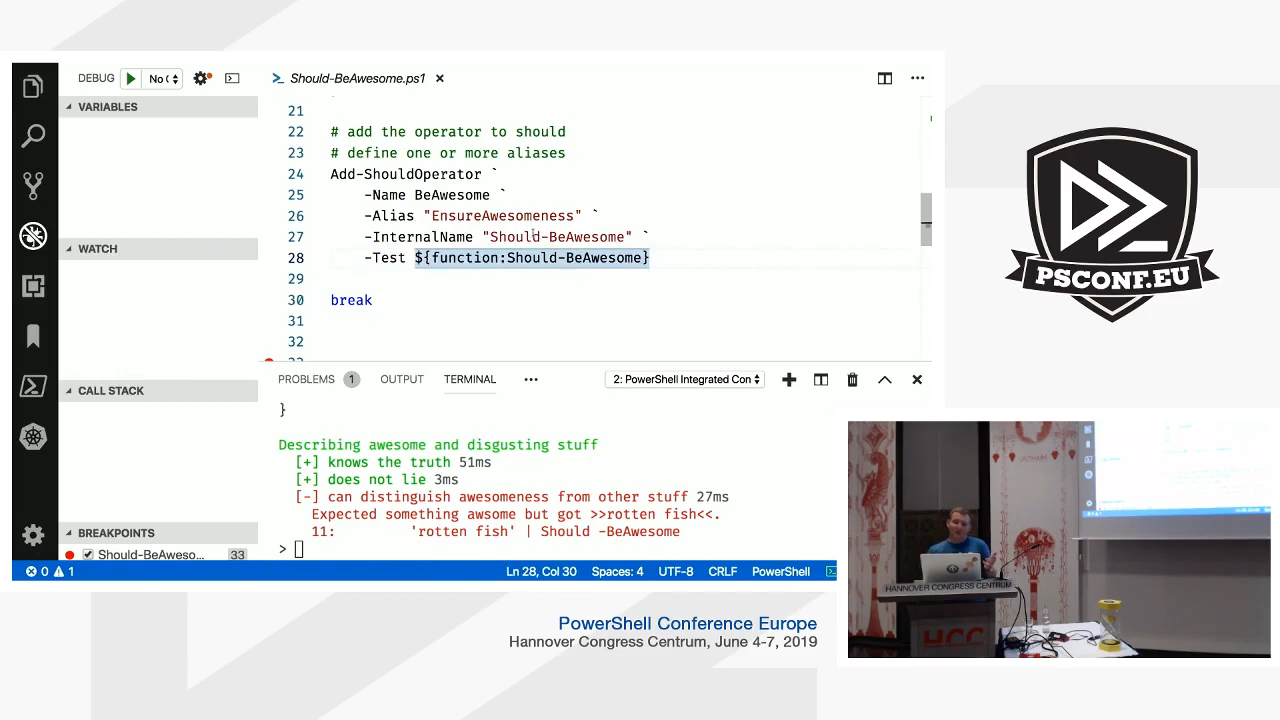 DEBUG No (
VARIABLES
WATCH
CALL STACK
BREAKPOINTS
Should-BeAweso... 33
Should-BeAwesome.ps1
21
22 # add the operator to should
23 # define one or more aliases
24 Add-ShouldOperator `
25 -Name BeAwesome `
26 -Alias "EnsureAwesomeness" `
27 -InternalName "Should-BeAwesome" `
28 -Test ${function:Should-BeAwesome}
29
30 break
31
32
PROBLEMS 1 OUTPUT TERMINAL ... 2: PowerShell Integrated Con
}
Describing awesome and disgusting stuff
[+] knows the truth 51ms
[+] does not lie 3ms
[-] can distinguish awesomeness from other stuff 27ms
Expected something awsome but got >>rotten fish<<.
11: 'rotten fish' | Should -BeAwesome
>
0 1 Ln 28, Col 30 Spaces: 4 UTF-8 CRLF PowerShell
PSCONF.EU
HANNOVER CONGRESS CENTRUM
HCC
PowerShell Conference Europe
Hannover Congress Centrum, June 4-7, 2019